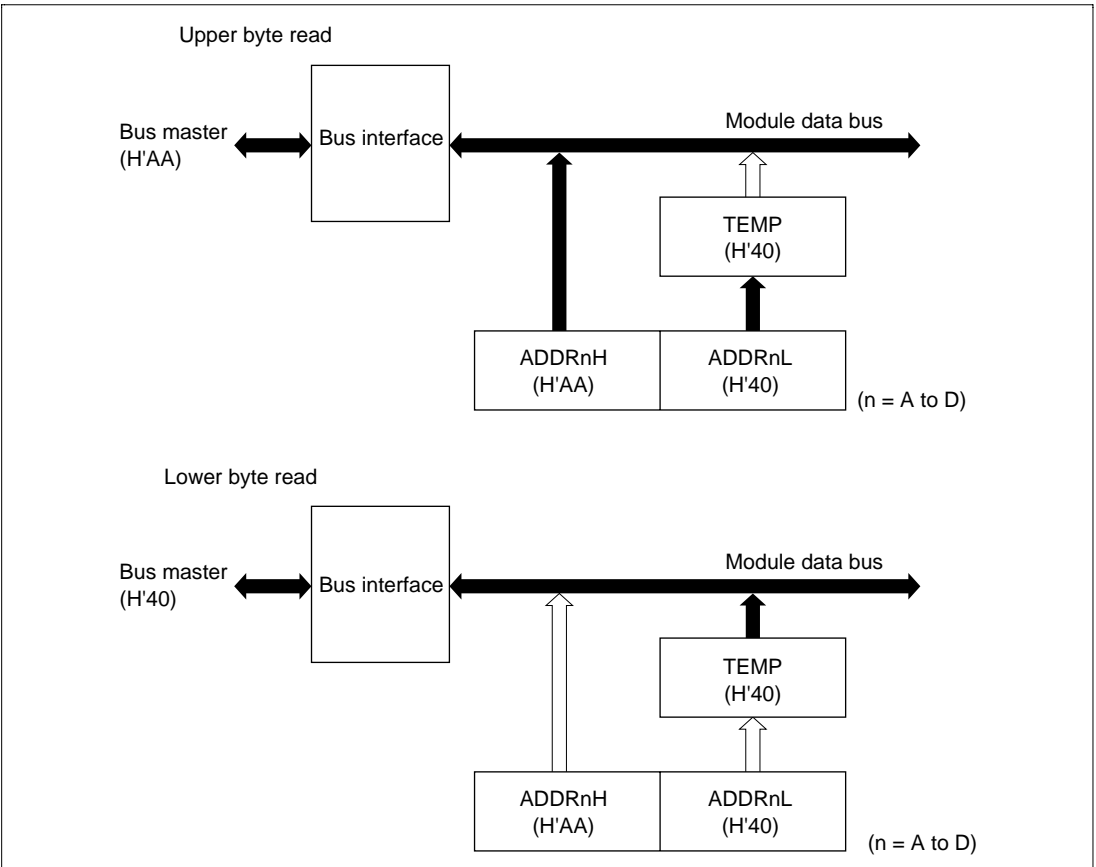 Upper byte read
Bus master
(H'AA)
Bus interface
Module data bus
TEMP
(H'40)
ADDRnH
(H'AA)
ADDRnL
(H'40)
(n = A to D)
Lower byte read
Bus master
(H'40)
Bus interface
Module data bus
TEMP
(H'40)
ADDRnH
(H'AA)
ADDRnL
(H'40)
(n = A to D)